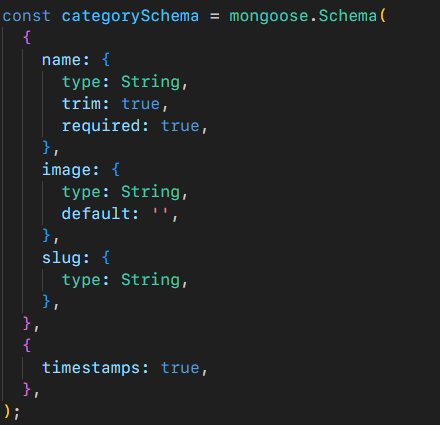 const categorySchema = mongoose.Schema(
  {
    name: {
      type: String,
      trim: true,
      required: true,
    },
    image: {
      type: String,
      default: '',
    },
    slug: {
      type: String,
    },
  },
  {
    timestamps: true,
  },
);